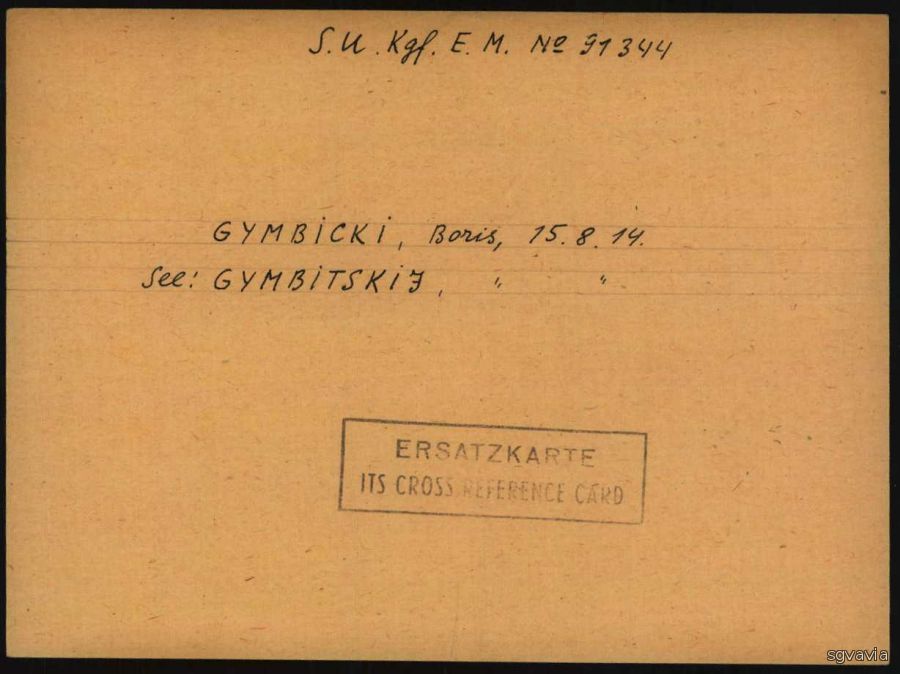 S.U. Kgf. E.M. No 91344
GYMBICKI, Boris, 15.8.14.
See: GYMBITSKIJ, " "
ERSATZKARTE
ITS CROSS REFERENCE CARD
sgvavia